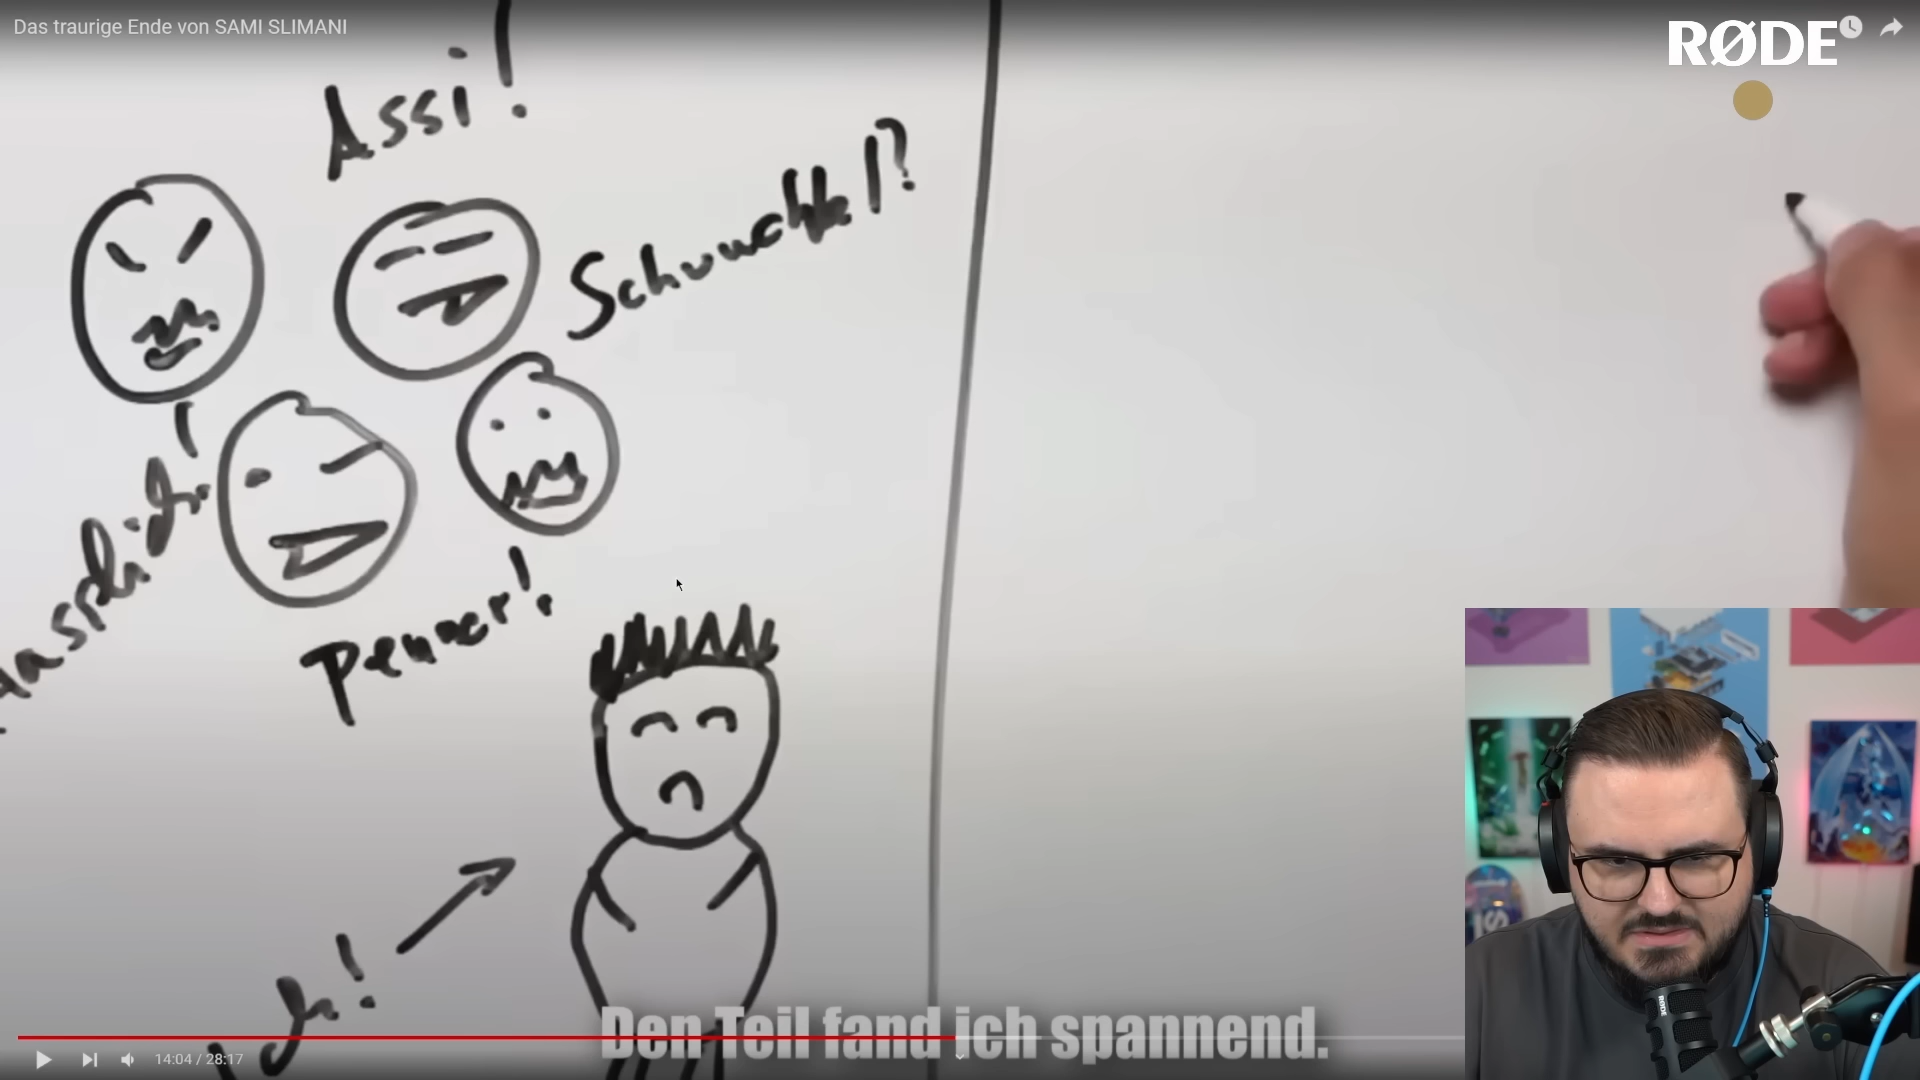 Das traurige Ende von SAMI SLIMANI
RØDE
Assi!
Schwuchtel?
Penner!
Den Teil fand ich spannend.
14:04 / 28:17
RØDE